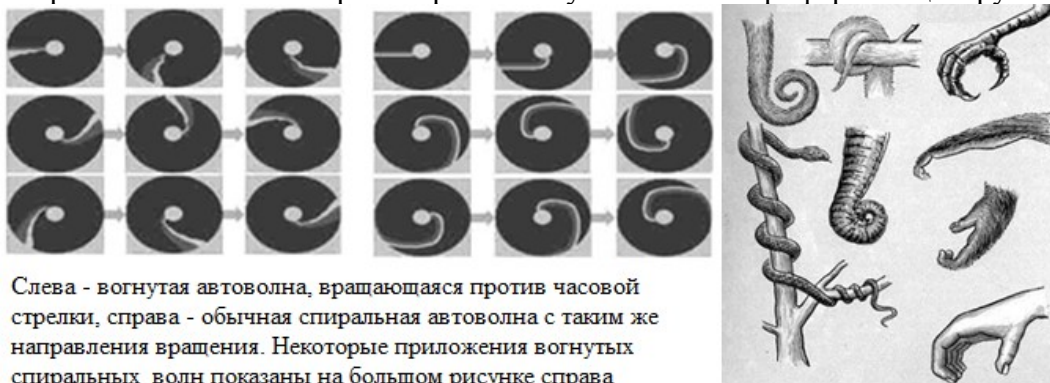 Слева - вогнутая автоволна, вращающаяся против часовой
стрелки, справа - обычная спиральная автоволна с таким же
направления вращения. Некоторые приложения вогнутых
спиральных волн показаны на большом рисунке справа